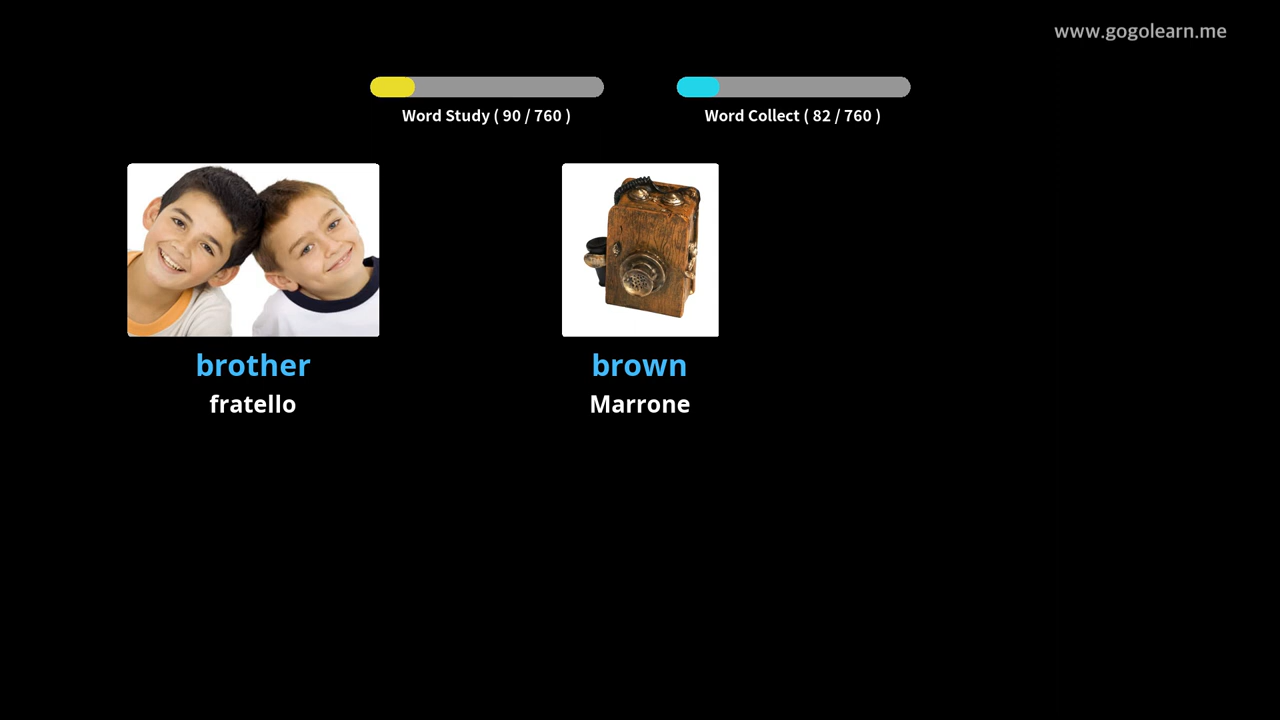 www.gogolearn.me
Word Study ( 90 / 760 )
Word Collect ( 82 / 760 )
brother
fratello
brown
Marrone